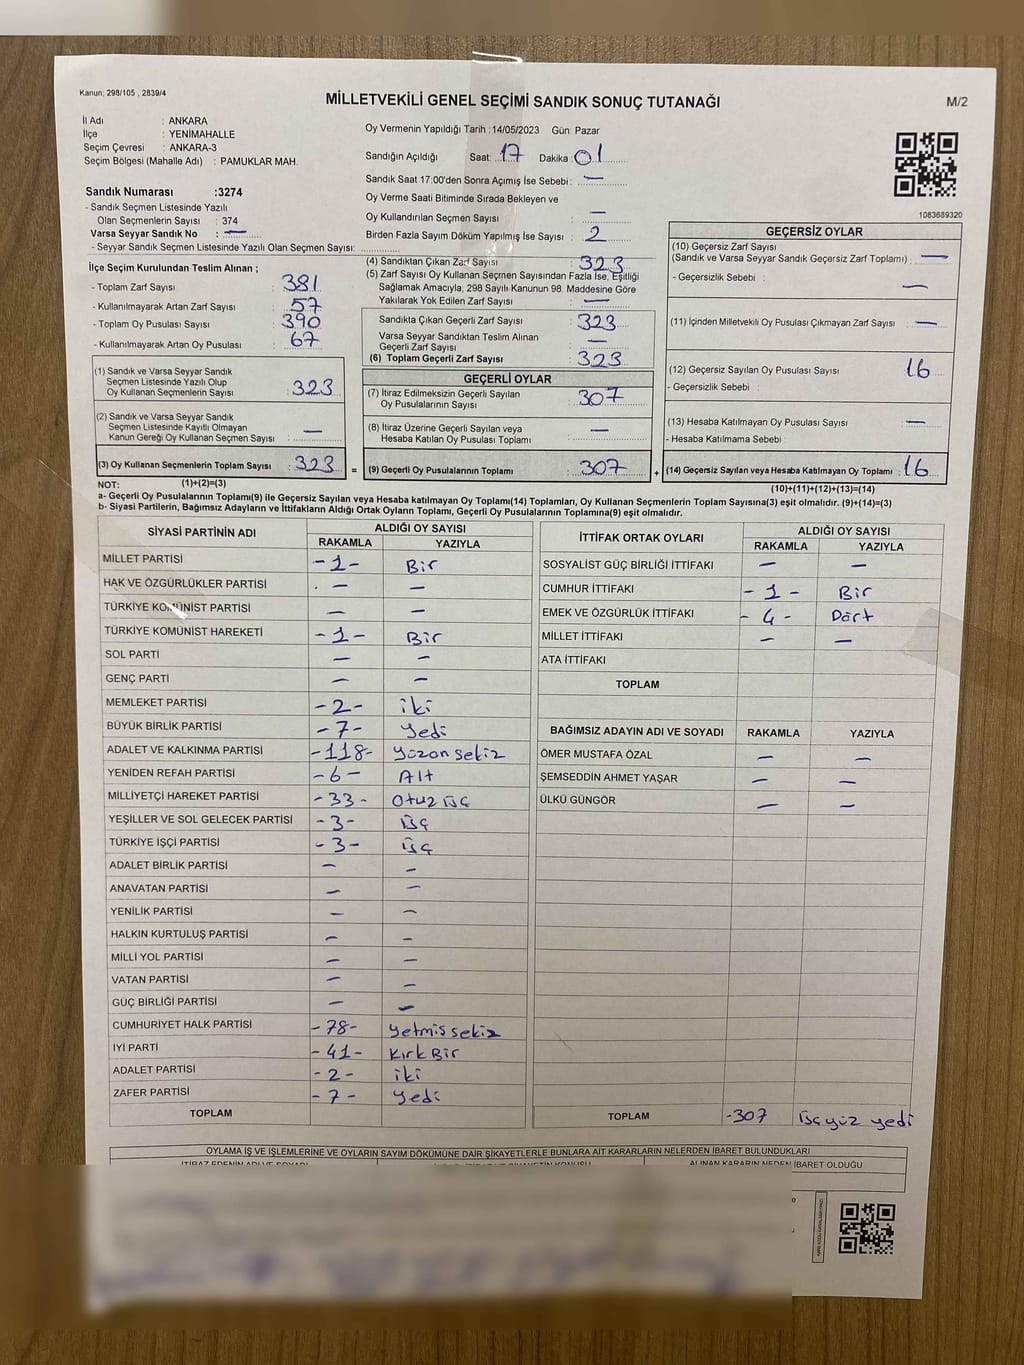 Kanun; 298/105 , 2839/4
MİLLETVEKİLİ GENEL SEÇİMİ SANDIK SONUÇ TUTANAĞI
M/2
İl Adı : ANKARA
İlçe : YENİMAHALLE
Seçim Çevresi : ANKARA-3
Seçim Bölgesi (Mahalle Adı) : PAMUKLAR MAH.
Sandık Numarası :3274
- Sandık Seçmen Listesinde Yazılı
Olan Seçmenlerin Sayısı : 374
Varsa Seyyar Sandık No : —
- Seyyar Sandık Seçmen Listesinde Yazılı Olan Seçmen Sayısı:
Oy Vermenin Yapıldığı Tarih :14/05/2023 Gün: Pazar
Sandığın Açıldığı Saat: 17 Dakika: 01
Sandık Saat 17:00'den Sonra Açımış İse Sebebi : —
Oy Verme Saati Bitiminde Sırada Bekleyen ve
Oy Kullandırılan Seçmen Sayısı : —
Birden Fazla Sayım Döküm Yapılmış İse Sayısı : 2
1083689320
İlçe Seçim Kurulundan Teslim Alınan ;
- Toplam Zarf Sayısı : 381
- Kullanılmayarak Artan Zarf Sayısı : 57
- Toplam Oy Pusulası Sayısı : 390
- Kullanılmayarak Artan Oy Pusulası : 67
(1) Sandık ve Varsa Seyyar Sandık
Seçmen Listesinde Yazılı Olup
Oy Kullanan Seçmenlerin Sayısı : 323
(2) Sandık ve Varsa Seyyar Sandık
Seçmen Listesinde Kayıtlı Olmayan
Kanun Gereği Oy Kullanan Seçmen Sayısı : —
(3) Oy Kullanan Seçmenlerin Toplam Sayısı : 323
(4) Sandıktan Çıkan Zarf Sayısı : 323
(5) Zarf Sayısı Oy Kullanan Seçmen Sayısından Fazla İse, Eşitliği
Sağlamak Amacıyla; 298 Sayılı Kanunun 98. Maddesine Göre
Yakılarak Yok Edilen Zarf Sayısı : —
Sandıkta Çıkan Geçerli Zarf Sayısı : 323
Varsa Seyyar Sandıktan Teslim Alınan
Geçerli Zarf Sayısı : —
(6) Toplam Geçerli Zarf Sayısı : 323
GEÇERLİ OYLAR
(7) İtiraz Edilmeksizin Geçerli Sayılan
Oy Pusulalarının Sayısı : 307
(8) İtiraz Üzerine Geçerli Sayılan veya
Hesaba Katılan Oy Pusulası Toplamı : —
= (9) Geçerli Oy Pusulalarının Toplamı : 307
GEÇERSİZ OYLAR
(10) Geçersiz Zarf Sayısı
(Sandık ve Varsa Seyyar Sandık Geçersiz Zarf Toplamı) : —
- Geçersizlik Sebebi : —
(11) İçinden Milletvekili Oy Pusulası Çıkmayan Zarf Sayısı : —
(12) Geçersiz Sayılan Oy Pusulası Sayısı : 16
- Geçersizlik Sebebi :
(13) Hesaba Katılmayan Oy Pusulası Sayısı : —
- Hesaba Katılmama Sebebi
+ (14) Geçersiz Sayılan veya Hesaba Katılmayan Oy Toplamı : 16
NOT: (1)+(2)=(3)
(10)+(11)+(12)+(13)=(14)
a- Geçerli Oy Pusulalarının Toplamı(9) ile Geçersiz Sayılan veya Hesaba katılmayan Oy Toplamı(14) Toplamları, Oy Kullanan Seçmenlerin Toplam Sayısına(3) eşit olmalıdır. (9)+(14)=(3)
b- Siyasi Partilerin, Bağımsız Adayların ve İttifakların Aldığı Ortak Oyların Toplamı, Geçerli Oy Pusulalarının Toplamına(9) eşit olmalıdır.
SİYASİ PARTİNİN ADI ALDIĞI OY SAYISI
RAKAMLA YAZIYLA
MİLLET PARTİSİ -1- Bir
HAK VE ÖZGÜRLÜKLER PARTİSİ — —
TÜRKİYE KOMÜNİST PARTİSİ — —
TÜRKİYE KOMÜNİST HAREKETİ -1- Bir
SOL PARTİ — —
GENÇ PARTİ — —
MEMLEKET PARTİSİ -2- iki
BÜYÜK BİRLİK PARTİSİ -7- Yedi
ADALET VE KALKINMA PARTİSİ -118- Yüzonsekiz
YENİDEN REFAH PARTİSİ -6- Alt
MİLLİYETÇİ HAREKET PARTİSİ -33- Otuz üç
YEŞİLLER VE SOL GELECEK PARTİSİ -3- üç
TÜRKİYE İŞÇİ PARTİSİ -3- üç
ADALET BİRLİK PARTİSİ — —
ANAVATAN PARTİSİ — —
YENİLİK PARTİSİ — —
HALKIN KURTULUŞ PARTİSİ — —
MİLLİ YOL PARTİSİ — —
VATAN PARTİSİ — —
GÜÇ BİRLİĞİ PARTİSİ — —
CUMHURİYET HALK PARTİSİ -78- Yetmiş sekiz
İYİ PARTİ -41- Kırk Bir
ADALET PARTİSİ -2- iki
ZAFER PARTİSİ -7- Yedi
TOPLAM
İTTİFAK ORTAK OYLARI ALDIĞI OY SAYISI
RAKAMLA YAZIYLA
SOSYALİST GÜÇ BİRLİĞİ İTTİFAKI — —
CUMHUR İTTİFAKI -1- Bir
EMEK VE ÖZGÜRLÜK İTTİFAKI -4- Dört
MİLLET İTTİFAKI — —
ATA İTTİFAKI
TOPLAM
BAĞIMSIZ ADAYIN ADI VE SOYADI RAKAMLA YAZIYLA
ÖMER MUSTAFA ÖZAL — —
ŞEMSEDDİN AHMET YAŞAR — —
ÜLKÜ GÜNGÖR — —
TOPLAM -307 üçyüz yedi
OYLAMA İŞ VE İŞLEMLERİNE VE OYLARIN SAYIM DÖKÜMÜNE DAİR ŞİKAYETLERLE BUNLARA AİT KARARLARIN NELERDEN İBARET BULUNDUKLARI
ALINAN KARARIN NEDEN İBARET OLDUĞU